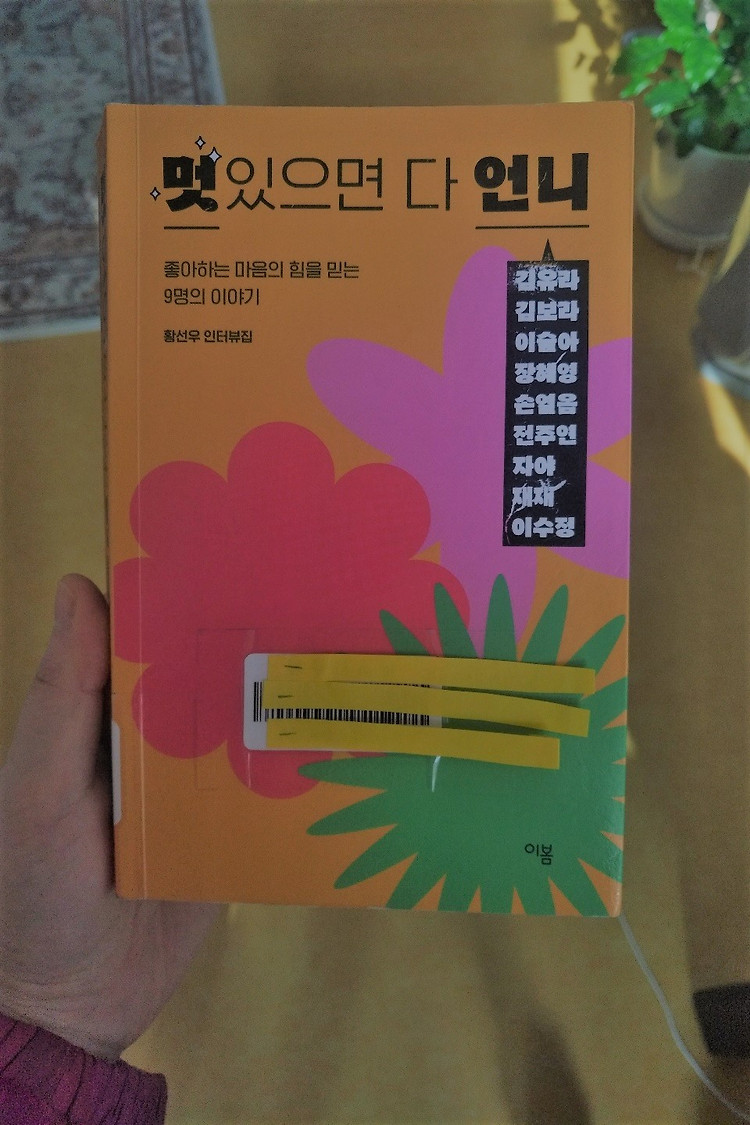 멋있으면 다 언니
좋아하는 마음의 힘을 믿는
9명의 이야기
황선우 인터뷰집
김유라
김보라
이슬아
장혜영
손열음
전주연
자야
재재
이수정
이봄